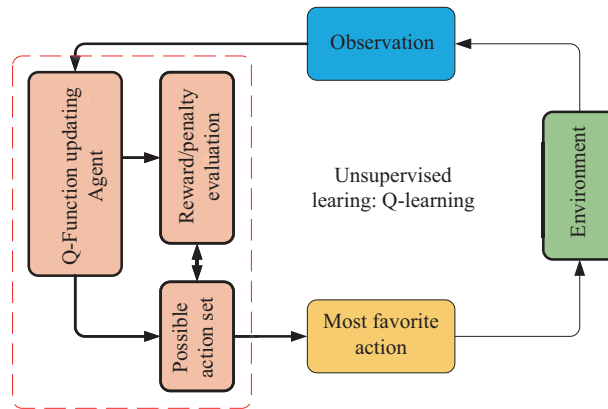 Observation
Q-Function updating
Agent
Reward/penalty
evaluation
Unsupervised
learing: Q-learning
Environment
Possible
action set
Most favorite
action